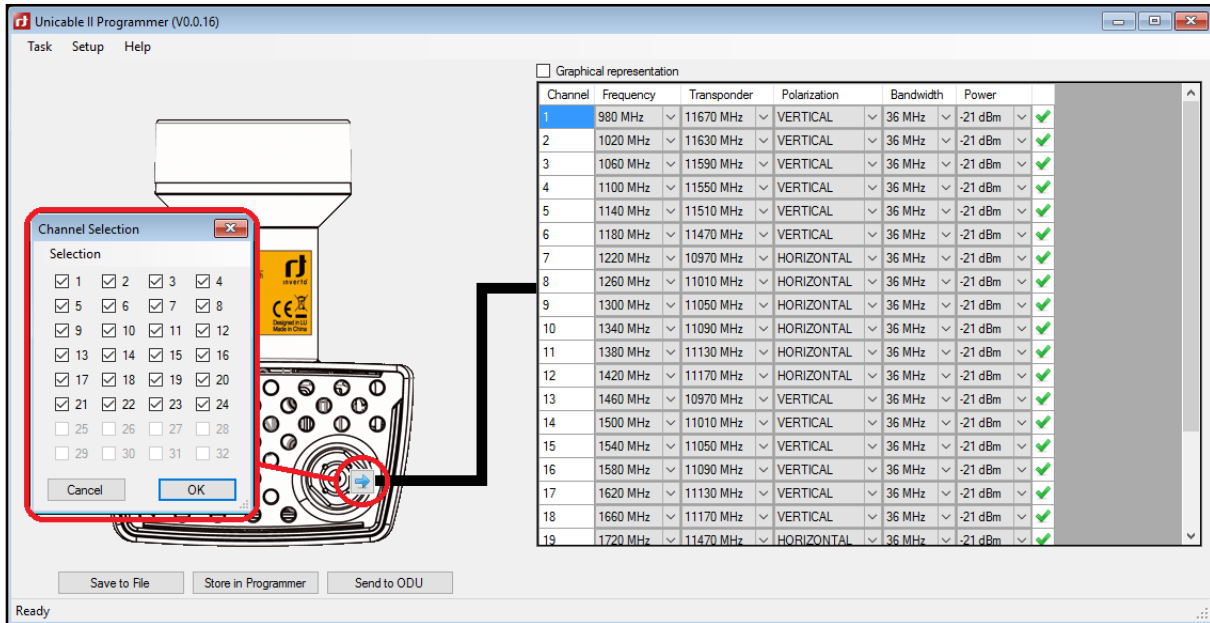 Unicable II Programmer (V0.0.16)
Task Setup Help
Graphical representation
Channel Frequency Transponder Polarization Bandwidth Power
1 980 MHz 11670 MHz VERTICAL 36 MHz -21 dBm
2 1020 MHz 11630 MHz VERTICAL 36 MHz -21 dBm
3 1060 MHz 11590 MHz VERTICAL 36 MHz -21 dBm
4 1100 MHz 11550 MHz VERTICAL 36 MHz -21 dBm
5 1140 MHz 11510 MHz VERTICAL 36 MHz -21 dBm
6 1180 MHz 11470 MHz VERTICAL 36 MHz -21 dBm
7 1220 MHz 10970 MHz HORIZONTAL 36 MHz -21 dBm
8 1260 MHz 11010 MHz HORIZONTAL 36 MHz -21 dBm
9 1300 MHz 11050 MHz HORIZONTAL 36 MHz -21 dBm
10 1340 MHz 11090 MHz HORIZONTAL 36 MHz -21 dBm
11 1380 MHz 11130 MHz HORIZONTAL 36 MHz -21 dBm
12 1420 MHz 11170 MHz HORIZONTAL 36 MHz -21 dBm
13 1460 MHz 10970 MHz VERTICAL 36 MHz -21 dBm
14 1500 MHz 11010 MHz VERTICAL 36 MHz -21 dBm
15 1540 MHz 11050 MHz VERTICAL 36 MHz -21 dBm
16 1580 MHz 11090 MHz VERTICAL 36 MHz -21 dBm
17 1620 MHz 11130 MHz VERTICAL 36 MHz -21 dBm
18 1660 MHz 11170 MHz VERTICAL 36 MHz -21 dBm
19 1720 MHz 11470 MHz HORIZONTAL 36 MHz -21 dBm
Channel Selection
Selection
1 2 3 4
5 6 7 8
9 10 11 12
13 14 15 16
17 18 19 20
21 22 23 24
25 26 27 28
29 30 31 32
Cancel OK
inverto
CE
Designed in LU
Made in China
Save to File Store in Programmer Send to ODU
Ready